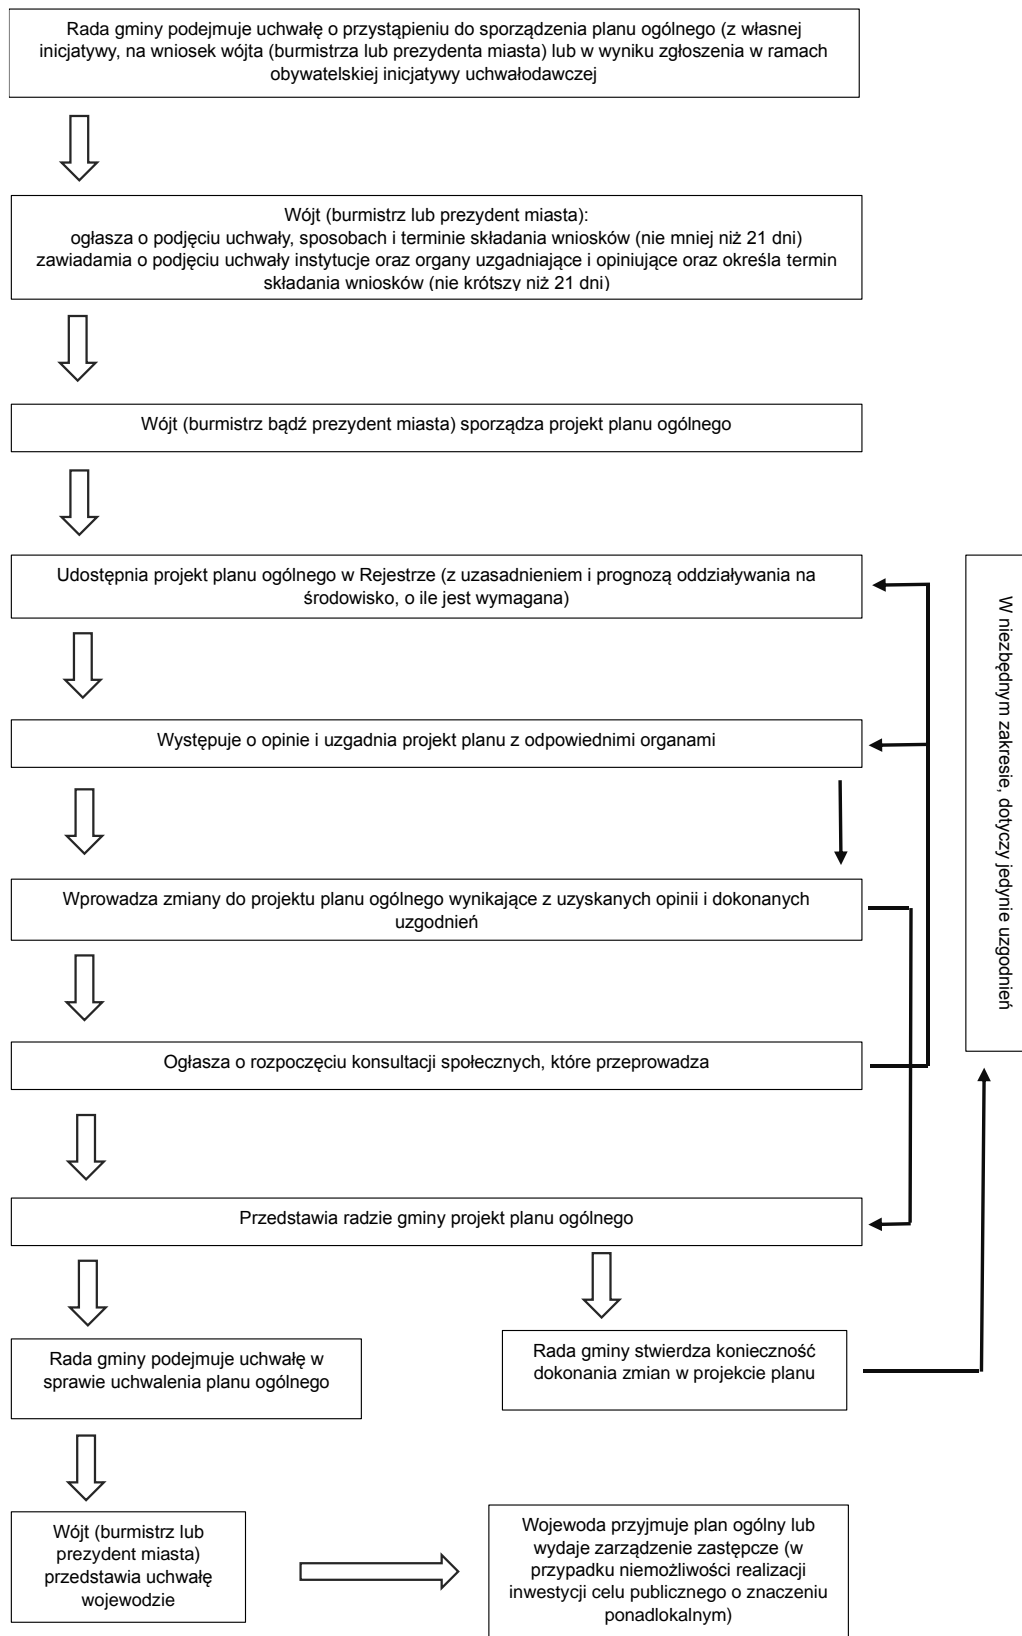 Rada gminy podejmuje uchwałę o przystąpieniu do sporządzenia planu ogólnego (z własnej
inicjatywy, na wniosek wójta (burmistrza lub prezydenta miasta) lub w wyniku zgłoszenia w ramach
obywatelskiej inicjatywy uchwałodawczej
Wójt (burmistrz lub prezydent miasta):
ogłasza o podjęciu uchwały, sposobach i terminie składania wniosków (nie mniej niż 21 dni)
zawiadamia o podjęciu uchwały instytucje oraz organy uzgadniające i opiniujące oraz określa termin
składania wniosków (nie krótszy niż 21 dni)
Wójt (burmistrz bądź prezydent miasta) sporządza projekt planu ogólnego
Udostępnia projekt planu ogólnego w Rejestrze (z uzasadnieniem i prognozą oddziaływania na
środowisko, o ile jest wymagana)
Występuje o opinie i uzgadnia projekt planu z odpowiednimi organami
Wprowadza zmiany do projektu planu ogólnego wynikające z uzyskanych opinii i dokonanych
uzgodnień
Ogłasza o rozpoczęciu konsultacji społecznych, które przeprowadza
W niezbędnym zakresie, dotyczy jedynie uzgodnień
Przedstawia radzie gminy projekt planu ogólnego
Rada gminy podejmuje uchwałę w
sprawie uchwalenia planu ogólnego
Rada gminy stwierdza konieczność
dokonania zmian w projekcie planu
Wójt (burmistrz lub
prezydent miasta)
przedstawia uchwałę
wojewodzie
Wojewoda przyjmuje plan ogólny lub
wydaje zarządzenie zastępcze (w
przypadku niemożliwości realizacji
inwestycji celu publicznego o znaczeniu
ponadlokalnym)